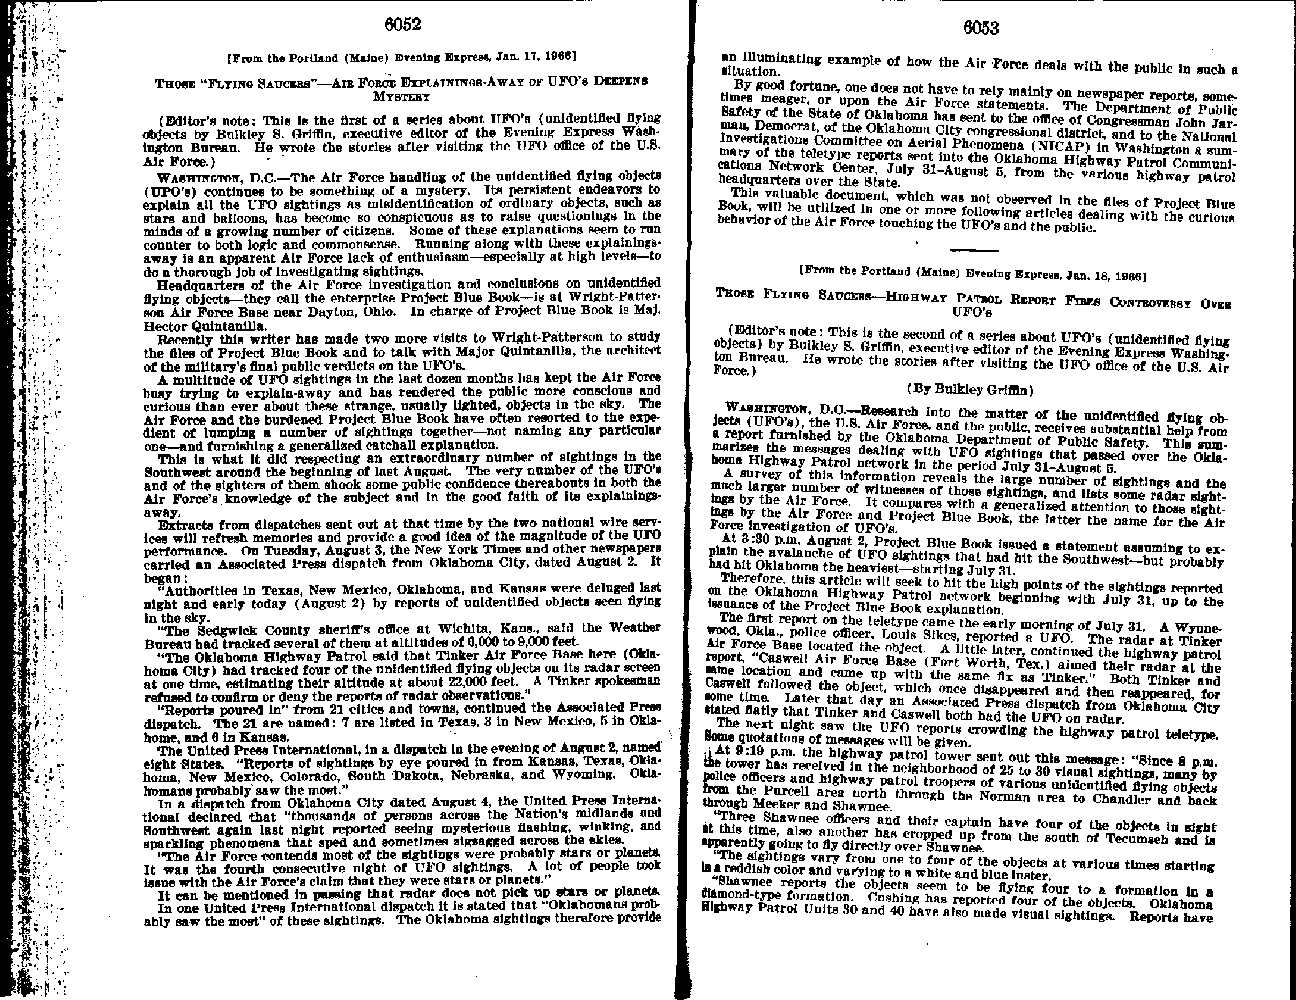 6052
[From the Portland (Maine) Evening Express, Jan. 17, 1966]
THOSE "FLYING SAUCERS"—AIR FORCE EXPLAININGS-AWAY OF UFO'S DEEPENS
MYSTERY
(Editor's note: This is the first of a series about UFO's (unidentified flying
objects by Bulkley S. Griffin, executive editor of the Evening Express Wash-
ington Bureau. He wrote the stories after visiting the UFO office of the U.S.
Air Force.)
WASHINGTON, D.C.—The Air Force handling of the unidentified flying objects
(UFO's) continues to be something of a mystery. Its persistent endeavors to
explain all the UFO sightings as misidentification of ordinary objects, such as
stars and balloons, has become so conspicuous as to raise questionings in the
minds of a growing number of citizens. Some of these explanations seem to run
counter to both logic and commonsense. Running along with these explainings-
away is an apparent Air Force lack of enthusiasm—especially at high levels—to
do a thorough job of investigating sightings.
Headquarters of the Air Force investigation and conclusions on unidentified
flying objects—they call the enterprise Project Blue Book—is at Wright-Patter-
son Air Force Base near Dayton, Ohio. In charge of Project Blue Book is Maj.
Hector Quintanilla.
Recently this writer has made two more visits to Wright-Patterson to study
the files of Project Blue Book and to talk with Major Quintanilla, the architect
of the military's final public verdicts on the UFO's.
A multitude of UFO sightings in the last dozen months has kept the Air Force
busy trying to explain-away and has rendered the public more conscious and
curious than ever about these strange, usually lighted, objects in the sky. The
Air Force and the burdened Project Blue Book have often resorted to the expe-
dient of lumping a number of sightings together—not naming any particular
one—and furnishing a generalized catchall explanation.
This is what it did respecting an extraordinary number of sightings in the
Southwest around the beginning of last August. The very number of the UFO's
and of the sighters of them shook some public confidence thereabouts in both the
Air Force's knowledge of the subject and in the good faith of its explainings-
away.
Extracts from dispatches sent out at that time by the two national wire serv-
ices will refresh memories and provide a good idea of the magnitude of the UFO
performance. On Tuesday, August 3, the New York Times and other newspapers
carried an Associated Press dispatch from Oklahoma City, dated August 2. It
began:
"Authorities in Texas, New Mexico, Oklahoma, and Kansas were deluged last
night and early today (August 2) by reports of unidentified objects seen flying
in the sky.
"The Sedgwick County sheriff's office at Wichita, Kans., said the Weather
Bureau had tracked several of them at altitudes of 6,000 to 9,000 feet.
"The Oklahoma Highway Patrol said that Tinker Air Force Base here (Okla-
homa City) had tracked four of the unidentified flying objects on its radar screen
at one time, estimating their altitude at about 22,000 feet. A Tinker spokesman
refused to confirm or deny the reports of radar observations."
"Reports poured in" from 21 cities and towns, continued the Associated Press
dispatch. The 21 are named: 7 are listed in Texas, 3 in New Mexico, 5 in Okla-
home, and 6 in Kansas.
The United Press International, in a dispatch in the evening of August 2, named
eight States. "Reports of sightings by eye poured in from Kansas, Texas, Okla-
homa, New Mexico, Colorado, South Dakota, Nebraska, and Wyoming. Okla-
homans probably saw the most."
In a dispatch from Oklahoma City dated August 4, the United Press Interna-
tional declared that "thousands of persons across the Nation's midlands and
Southwest again last night reported seeing mysterious flashing, winking, and
sparkling phenomena that sped and sometimes zigzagged across the skies.
"The Air Force contends most of the sightings were probably stars or planets.
It was the fourth consecutive night of UFO sightings. A lot of people took
issue with the Air Force's claim that they were stars or planets."
It can be mentioned in passing that radar does not pick up stars or planets.
In one United Press International dispatch it is stated that "Oklahomans prob-
ably saw the most" of these sightings. The Oklahoma sightings therefore provide
6053
an illuminating example of how the Air Force deals with the public in such a
situation.
By good fortune, one does not have to rely mainly on newspaper reports, some-
times meager, or upon the Air Force statements. The Department of Public
Safety of the State of Oklahoma has sent to the office of Congressman John Jar-
man, Democrat, of the Oklahoma City congressional district, and to the National
Investigations Committee on Aerial Phenomena (NICAP) in Washington a sum-
mary of the teletype reports sent into the Oklahoma Highway Patrol Communi-
cations Network Center, July 31–August 5, from the various highway patrol
headquarters over the State.
This valuable document, which was not observed in the files of Project Blue
Book, will be utilized in one or more following articles dealing with the curious
behavior of the Air Force touching the UFO's and the public.
[From the Portland (Maine) Evening Express, Jan. 18, 1966]
THOSE FLYING SAUCERS—HIGHWAY PATROL REPORT FIRES CONTROVERSY OVER
UFO's
(Editor's note: This is the second of a series about UFO's (unidentified flying
objects) by Bulkley S. Griffin, executive editor of the Evening Express Washing-
ton Bureau. He wrote the stories after visiting the UFO office of the U.S. Air
Force.)
(By Bulkley Griffin)
WASHINGTON, D.C.—Research into the matter of the unidentified flying ob-
jects (UFO's), the U.S. Air Force, and the public, receives substantial help from
a report furnished by the Oklahoma Department of Public Safety. This sum-
marizes the messages dealing with UFO sightings that passed over the Okla-
homa Highway Patrol network in the period July 31–August 5.
A survey of this information reveals the large number of sightings and the
much larger number of witnesses of those sightings, and lists some radar sight-
ings by the Air Force. It compares with a generalized attention to those sight-
ings by the Air Force and Project Blue Book, the latter the name for the Air
Force investigation of UFO's.
At 3:30 p.m. August 2, Project Blue Book issued a statement assuming to ex-
plain the avalanche of UFO sightings that had hit the Southwest—but probably
had hit Oklahoma the heaviest—starting July 31.
Therefore, this article will seek to hit the high points of the sightings reported
on the Oklahoma Highway Patrol network beginning with July 31, up to the
issuance of the Project Blue Book explanation.
The first report on the teletype came the early morning of July 31. A Wynne-
wood, Okla., police officer, Louis Sikes, reported a UFO. The radar at Tinker
Air Force Base located the object. A little later, continued the highway patrol
report, "Caswell Air Force Base (Fort Worth, Tex.) aimed their radar at the
same location and came up with the same fix as Tinker." Both Tinker and
Caswell followed the object, which once disappeared and then reappeared, for
some time. Later that day an Associated Press dispatch from Oklahoma City
stated flatly that Tinker and Caswell both had the UFO on radar.
The next night saw the UFO reports crowding the highway patrol teletype.
Some quotations of messages will be given.
At 9:19 p.m. the highway patrol tower sent out this message: "Since 8 p.m.
the tower has received in the neighborhood of 25 to 30 visual sightings, many by
police officers and highway patrol troopers of various unidentified flying objects
from the Purcell area north through the Norman area to Chandler and back
through Meeker and Shawnee.
"Three Shawnee officers and their captain have four of the objects in sight
at this time, also another has cropped up from the south of Tecumseh and is
apparently going to fly directly over Shawnee.
"The sightings vary from one to four of the objects at various times starting
is a reddish color and varying to a white and blue luster.
"Shawnee reports the objects seem to be flying four to a formation in a
diamond-type formation. Cushing has reported four of the objects. Oklahoma
Highway Patrol Units 30 and 40 have also made visual sightings. Reports have